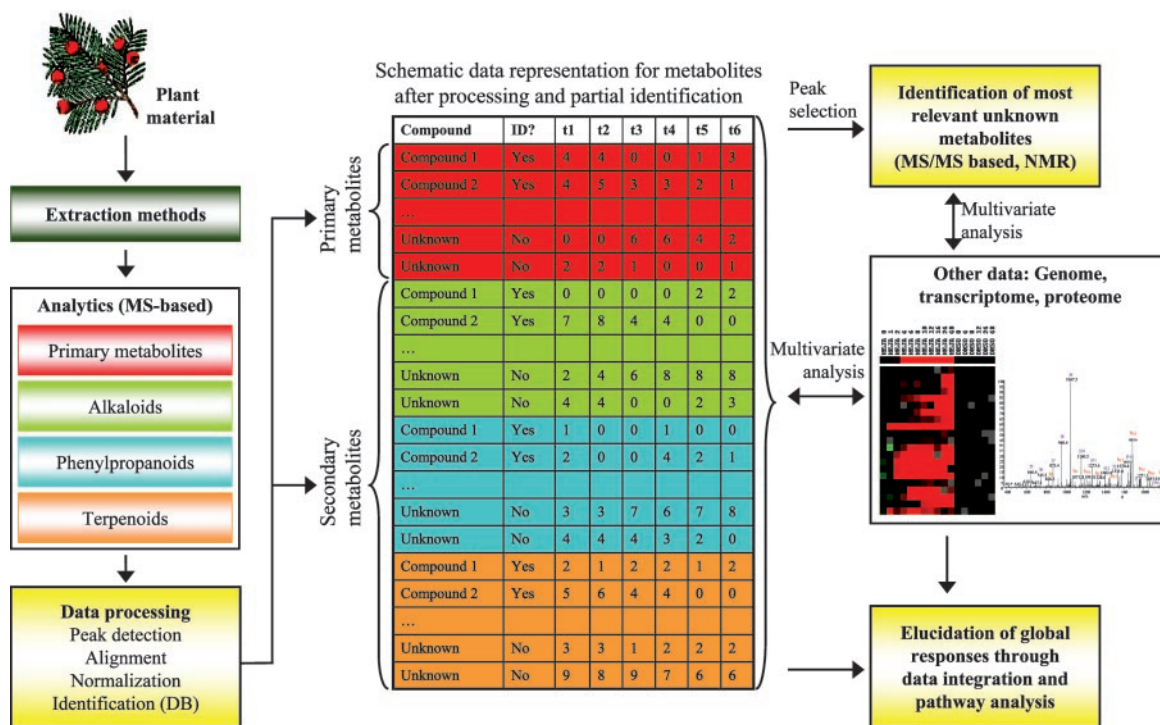 Plant
material
Extraction methods
Analytics (MS-based)
Primary metabolites
Alkaloids
Phenylpropanoids
Terpenoids
Data processing
Peak detection
Alignment
Normalization
Identification (DB)
Schematic data representation for metabolites
after processing and partial identification
Primary
metabolites
Secondary
metabolites
Compound ID? t1 t2 t3 t4 t5 t6
Compound 1 Yes 4 4 0 0 1 3
Compound 2 Yes 4 5 3 3 2 1
…
Unknown No 0 0 6 6 4 2
Unknown No 2 2 1 0 0 1
Compound 1 Yes 0 0 0 0 2 2
Compound 2 Yes 7 8 4 4 0 0
…
Unknown No 2 4 6 8 8 8
Unknown No 4 4 0 0 2 3
Compound 1 Yes 1 0 0 1 0 0
Compound 2 Yes 2 0 0 4 2 1
…
Unknown No 3 3 7 6 7 8
Unknown No 4 4 4 3 2 0
Compound 1 Yes 2 1 2 2 1 2
Compound 2 Yes 5 6 4 4 0 0
…
Unknown No 3 3 1 2 2 2
Unknown No 9 8 9 7 6 6
Peak
selection
Identification of most
relevant unknown
metabolites
(MS/MS based, NMR)
Multivariate
analysis
Multivariate
analysis
Other data: Genome,
transcriptome, proteome
Elucidation of global
responses through
data integration and
pathway analysis